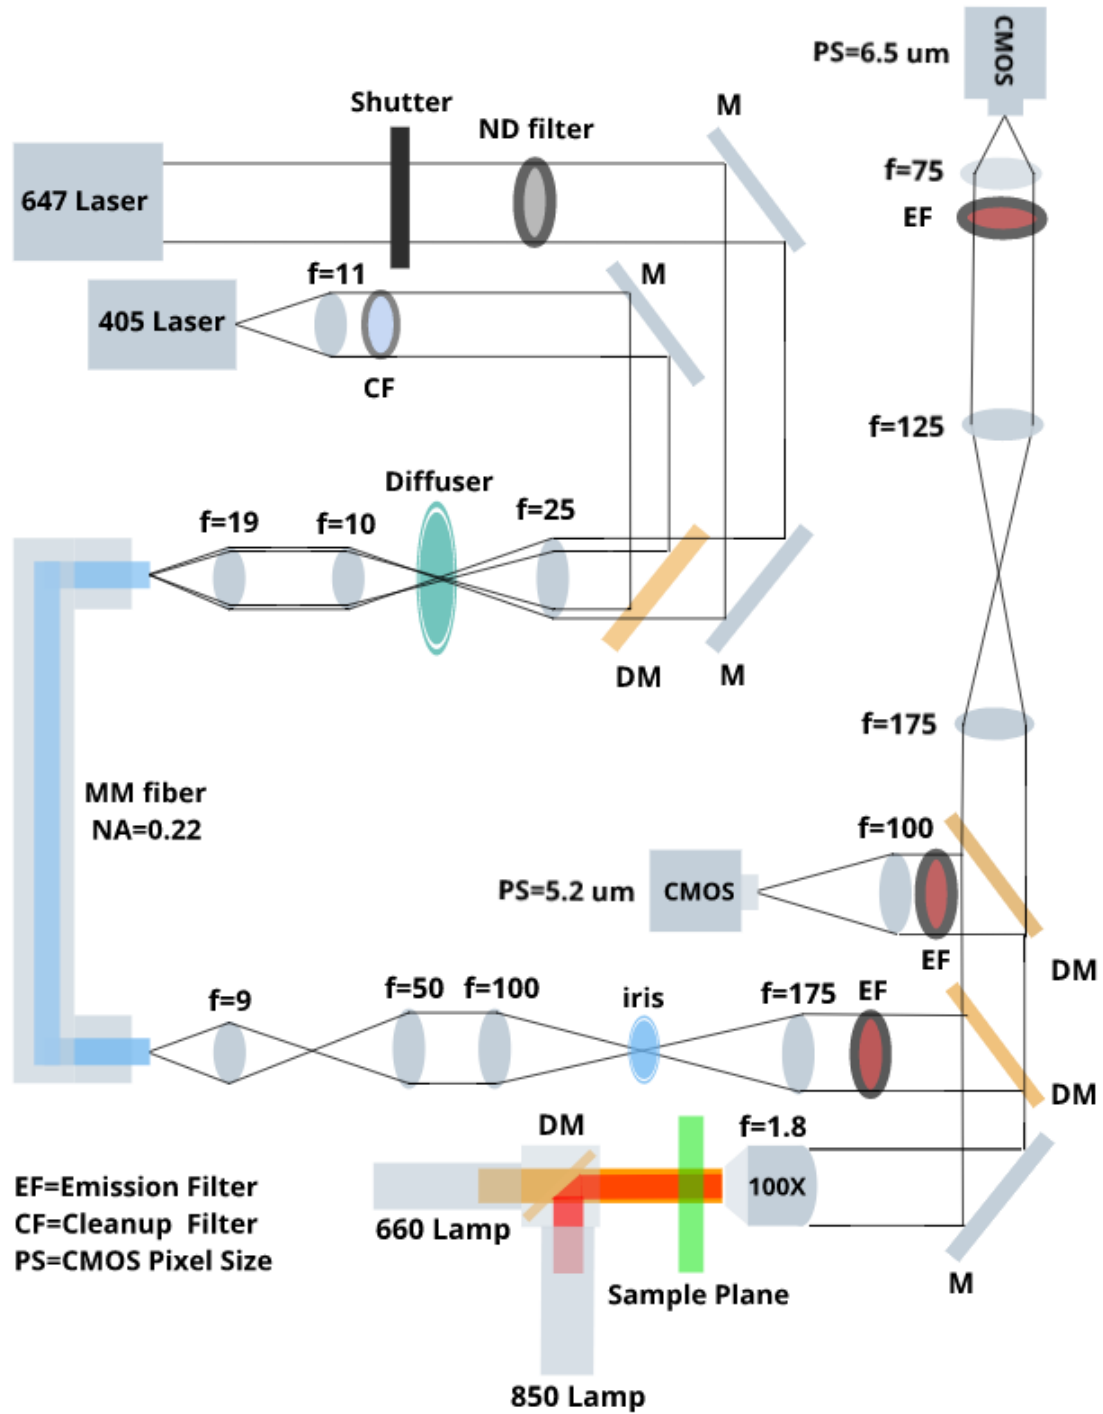 CMOS
PS=6.5 um
Shutter
M
ND filter
f=75
647 Laser
EF
f=11
M
405 Laser
CF
f=125
Diffuser
f=25
f=19
f=10
DM
M
f=175
MM fiber
NA=0.22
f=100
PS=5.2 um
CMOS
EF
DM
f=9
f=50
f=100
iris
f=175
EF
DM
DM
f=1.8
EF=Emission Filter
100X
CF=Cleanup Filter
660 Lamp
PS=CMOS Pixel Size
Sample Plane
M
850 Lamp